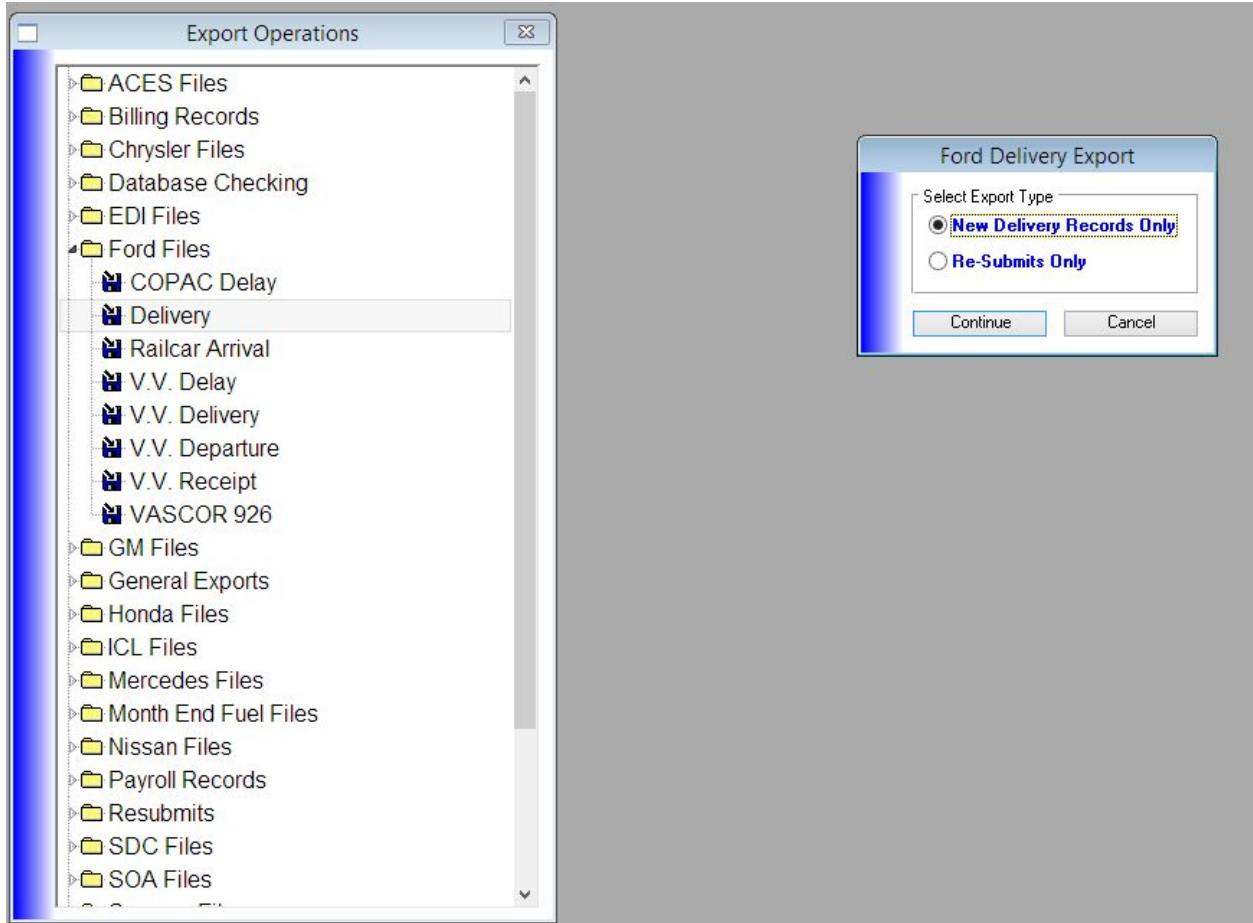 Export Operations
ACES Files
Billing Records
Chrysler Files
Database Checking
EDI Files
Ford Files
COPAC Delay
Delivery
Railcar Arrival
V.V. Delay
V.V. Delivery
V.V. Departure
V.V. Receipt
VASCOR 926
GM Files
General Exports
Honda Files
ICL Files
Mercedes Files
Month End Fuel Files
Nissan Files
Payroll Records
Resubmits
SDC Files
SOA Files
Ford Delivery Export
Select Export Type
New Delivery Records Only
Re-Submits Only
Continue Cancel